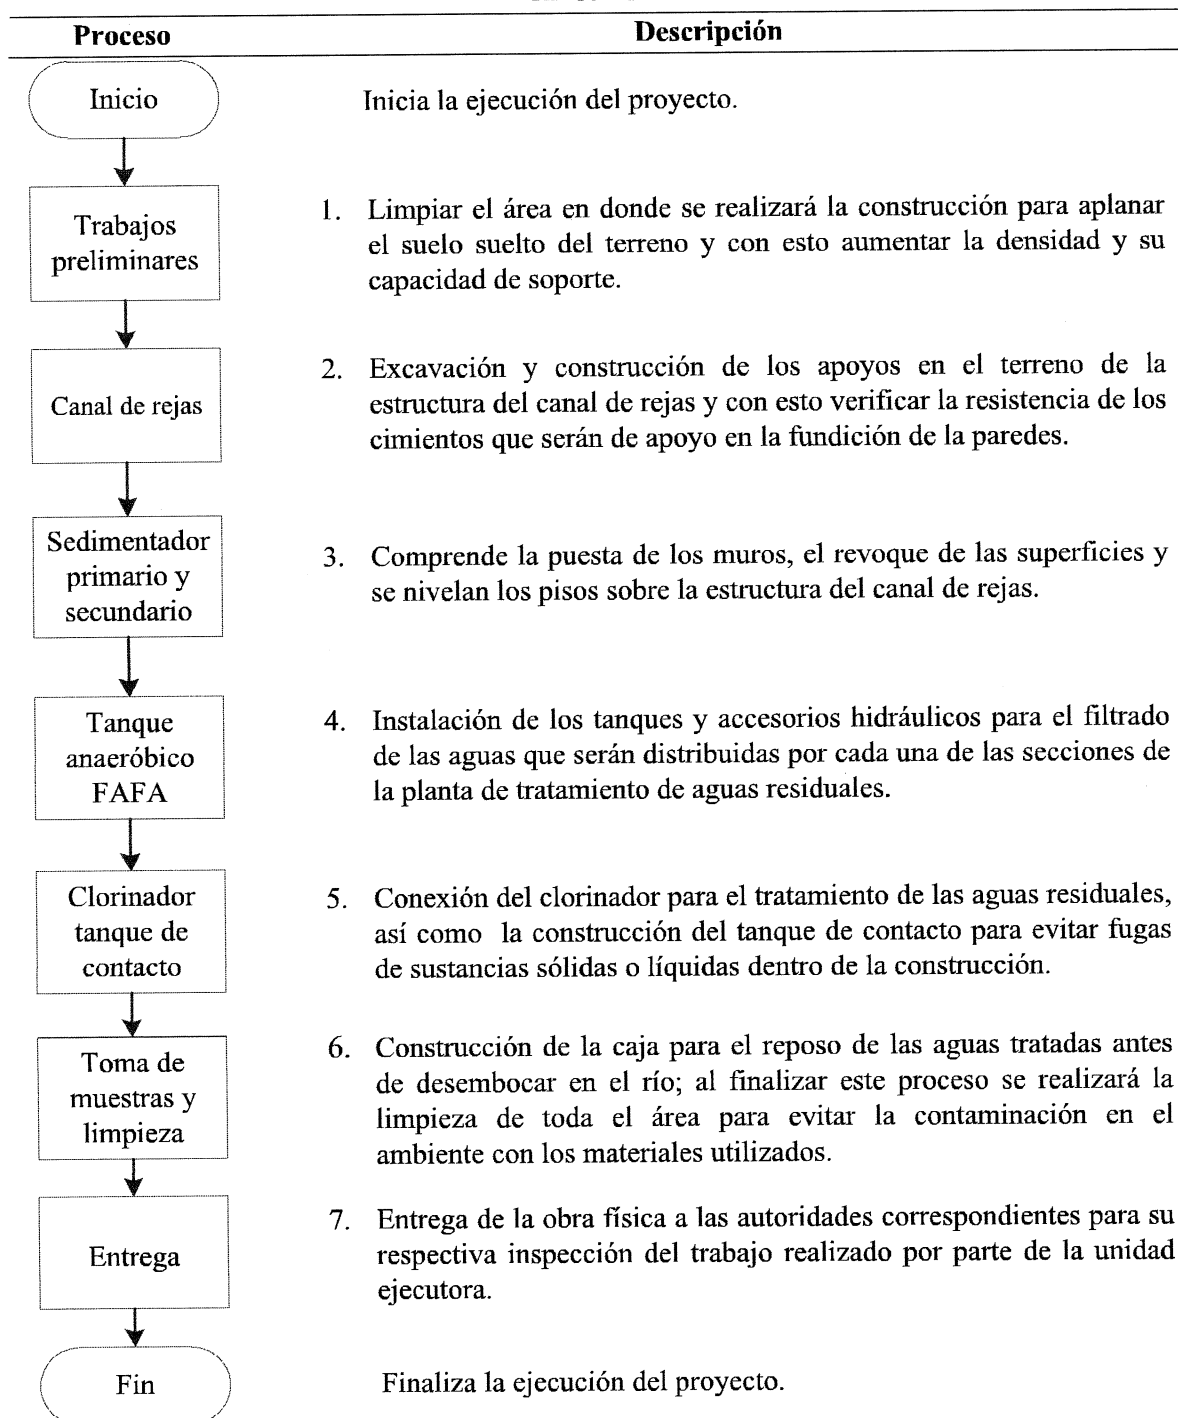 Proceso Descripción
Inicio Inicia la ejecución del proyecto.
Trabajos
preliminares
1. Limpiar el área en donde se realizará la construcción para aplanar
el suelo suelto del terreno y con esto aumentar la densidad y su
capacidad de soporte.
Canal de rejas
2. Excavación y construcción de los apoyos en el terreno de la
estructura del canal de rejas y con esto verificar la resistencia de los
cimientos que serán de apoyo en la fundición de la paredes.
Sedimentador
primario y
secundario
3. Comprende la puesta de los muros, el revoque de las superficies y
se nivelan los pisos sobre la estructura del canal de rejas.
Tanque
anaeróbico
FAFA
4. Instalación de los tanques y accesorios hidráulicos para el filtrado
de las aguas que serán distribuidas por cada una de las secciones de
la planta de tratamiento de aguas residuales.
Clorinador
tanque de
contacto
5. Conexión del clorinador para el tratamiento de las aguas residuales,
así como la construcción del tanque de contacto para evitar fugas
de sustancias sólidas o líquidas dentro de la construcción.
Toma de
muestras y
limpieza
6. Construcción de la caja para el reposo de las aguas tratadas antes
de desembocar en el río; al finalizar este proceso se realizará la
limpieza de toda el área para evitar la contaminación en el
ambiente con los materiales utilizados.
Entrega
7. Entrega de la obra física a las autoridades correspondientes para su
respectiva inspección del trabajo realizado por parte de la unidad
ejecutora.
Fin Finaliza la ejecución del proyecto.